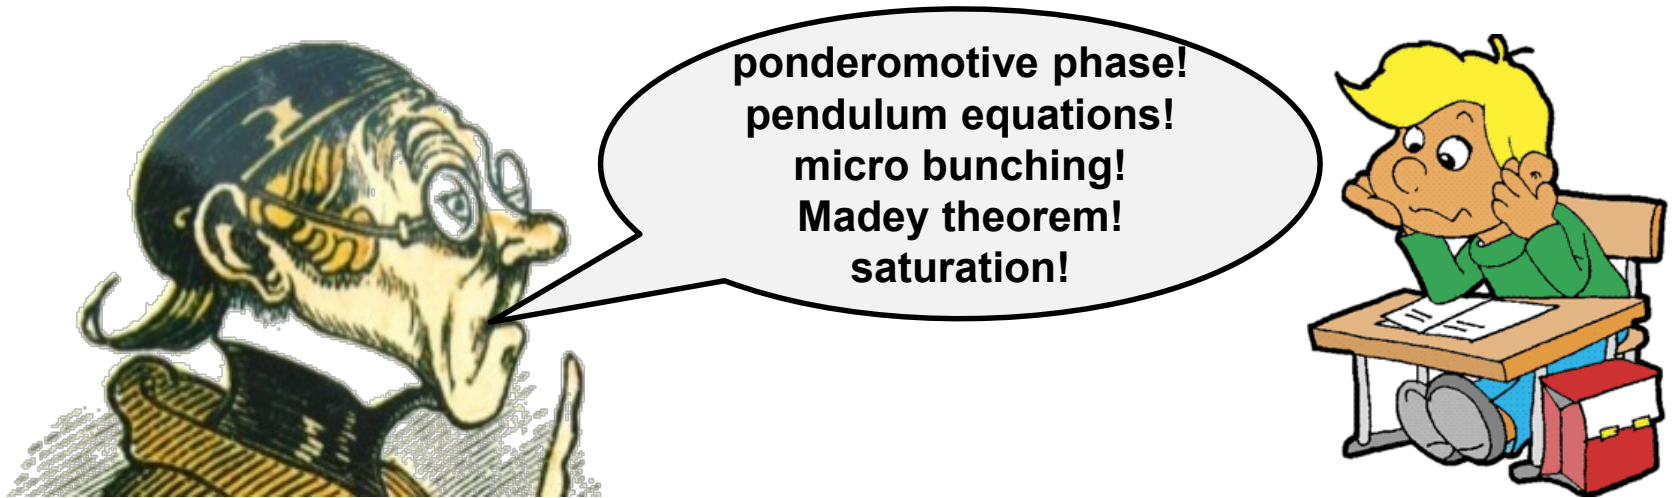 ponderomotive phase!
pendulum equations!
micro bunching!
Madey theorem!
saturation!